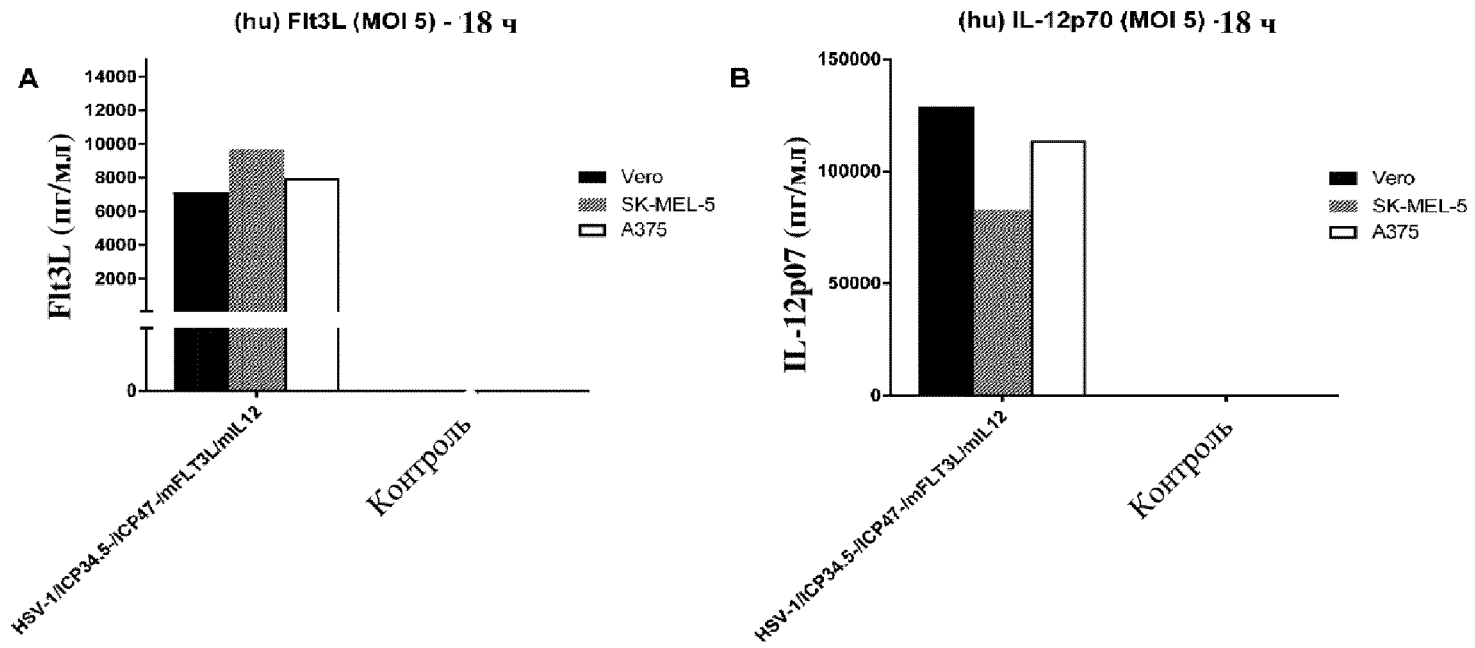 (hu) Flt3L (MOI 5) - 18 ч
A
Flt3L (пг/мл)
14000
12000
10000
8000
6000
4000
2000
0
Vero
SK-MEL-5
A375
HSV-1/ICP34.5-/ICP47-/mFLT3L/mIL12
Контроль
(hu) IL-12p70 (MOI 5) -18 ч
B
IL-12p07 (пг/мл)
150000
100000
50000
0
Vero
SK-MEL-5
A375
HSV-1/ICP34.5-/ICP47-/mFLT3L/mIL12
Контроль